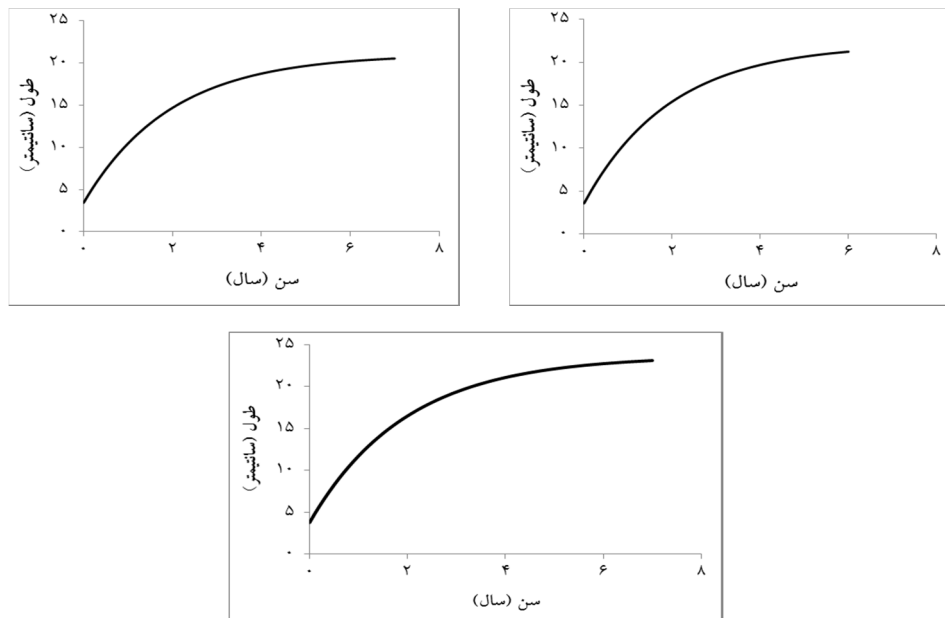 ۲۵
۲۰
۱۵
۱۰
۵
۰
طول (سانتیمتر)
۰ ۲ ۴ ۶ ۸
سن (سال)
۲۵
۲۰
۱۵
۱۰
۵
۰
طول (سانتیمتر)
۰ ۲ ۴ ۶ ۸
سن (سال)
۲۵
۲۰
۱۵
۱۰
۵
۰
طول (سانتیمتر)
۰ ۲ ۴ ۶ ۸
سن (سال)